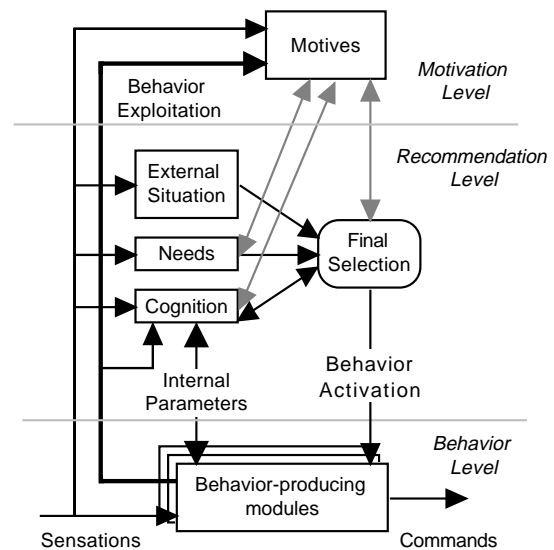 Motives
Motivation
Level
Behavior
Exploitation
Recommendation
Level
External
Situation
Needs
Cognition
Final
Selection
Internal
Parameters
Behavior
Activation
Behavior
Level
Behavior-producing
modules
Sensations
Commands